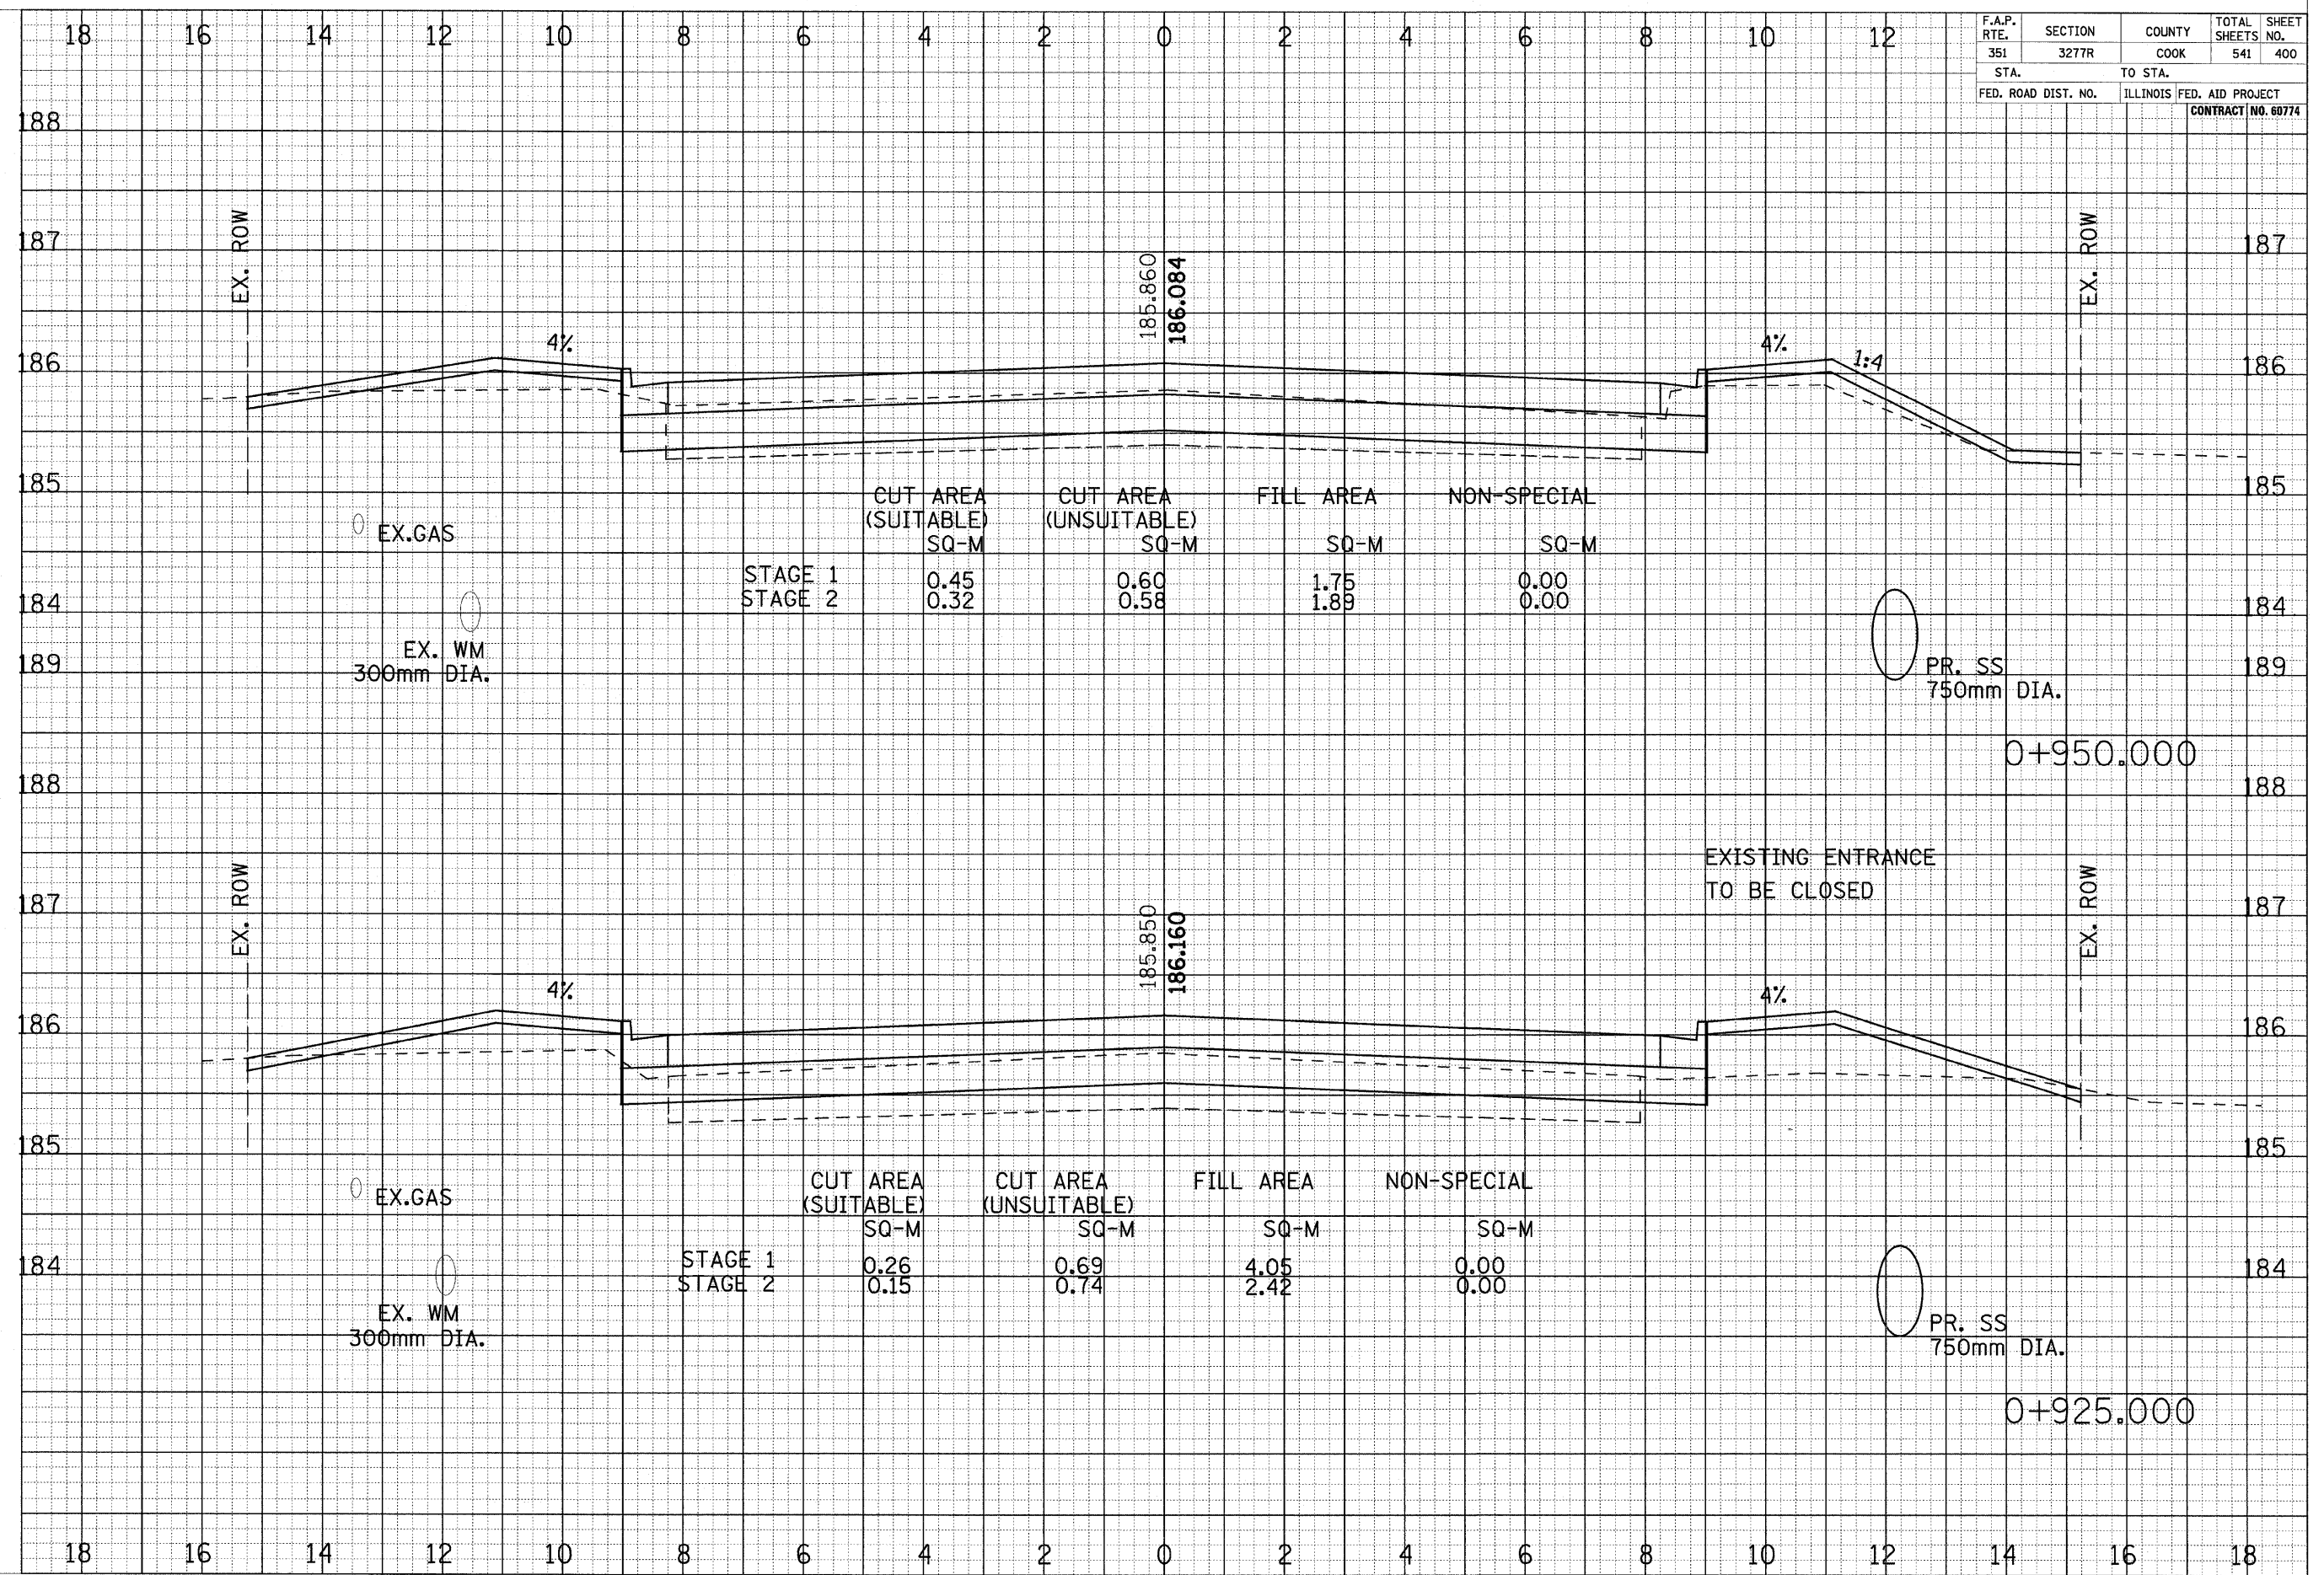 18 16 14 12 10 8 6 4 2 0 2 4 6 8 10 12
F.A.P. RTE. SECTION COUNTY TOTAL SHEETS SHEET NO.
351 3277R COOK 541 400
STA. TO STA.
FED. ROAD DIST. NO. ILLINOIS FED. AID PROJECT
CONTRACT NO. 60774
188
187 187
EX. ROW
EX. ROW
185.860
186.084
186 186
4%
4%
1:4
185 185
CUT AREA CUT AREA FILL AREA NON-SPECIAL
(SUITABLE) (UNSUITABLE)
SQ-M SQ-M SQ-M SQ-M
EX.GAS
STAGE 1 0.45 0.60 1.75 0.00
STAGE 2 0.32 0.58 1.89 0.00
184 184
EX. WM
300mm DIA.
189 189
PR. SS
750mm DIA.
0+950.000
188 188
EXISTING ENTRANCE
TO BE CLOSED
187 187
EX. ROW
EX. ROW
185.850
186.160
4%
4%
186 186
185 185
CUT AREA CUT AREA FILL AREA NON-SPECIAL
(SUITABLE) (UNSUITABLE)
SQ-M SQ-M SQ-M SQ-M
EX.GAS
STAGE 1 0.26 0.69 4.05 0.00
STAGE 2 0.15 0.74 2.42 0.00
184 184
EX. WM
300mm DIA.
PR. SS
750mm DIA.
0+925.000
18 16 14 12 10 8 6 4 2 0 2 4 6 8 10 12 14 16 18